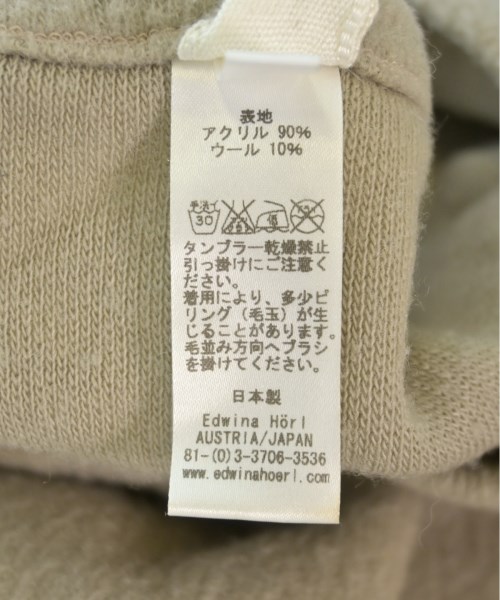 表地
アクリル 90%
ウール 10%
手洗イ
30
低
タンブラー乾燥禁止
引っ掛けにご注意く
ださい。
着用により、多少ピ
リング（毛玉）が生
じることがあります。
毛並み方向へブラシ
を掛けてください。
日本製
Edwina Hörl
AUSTRIA/JAPAN
81-(0)3-3706-3536
www.edwinahoerl.com